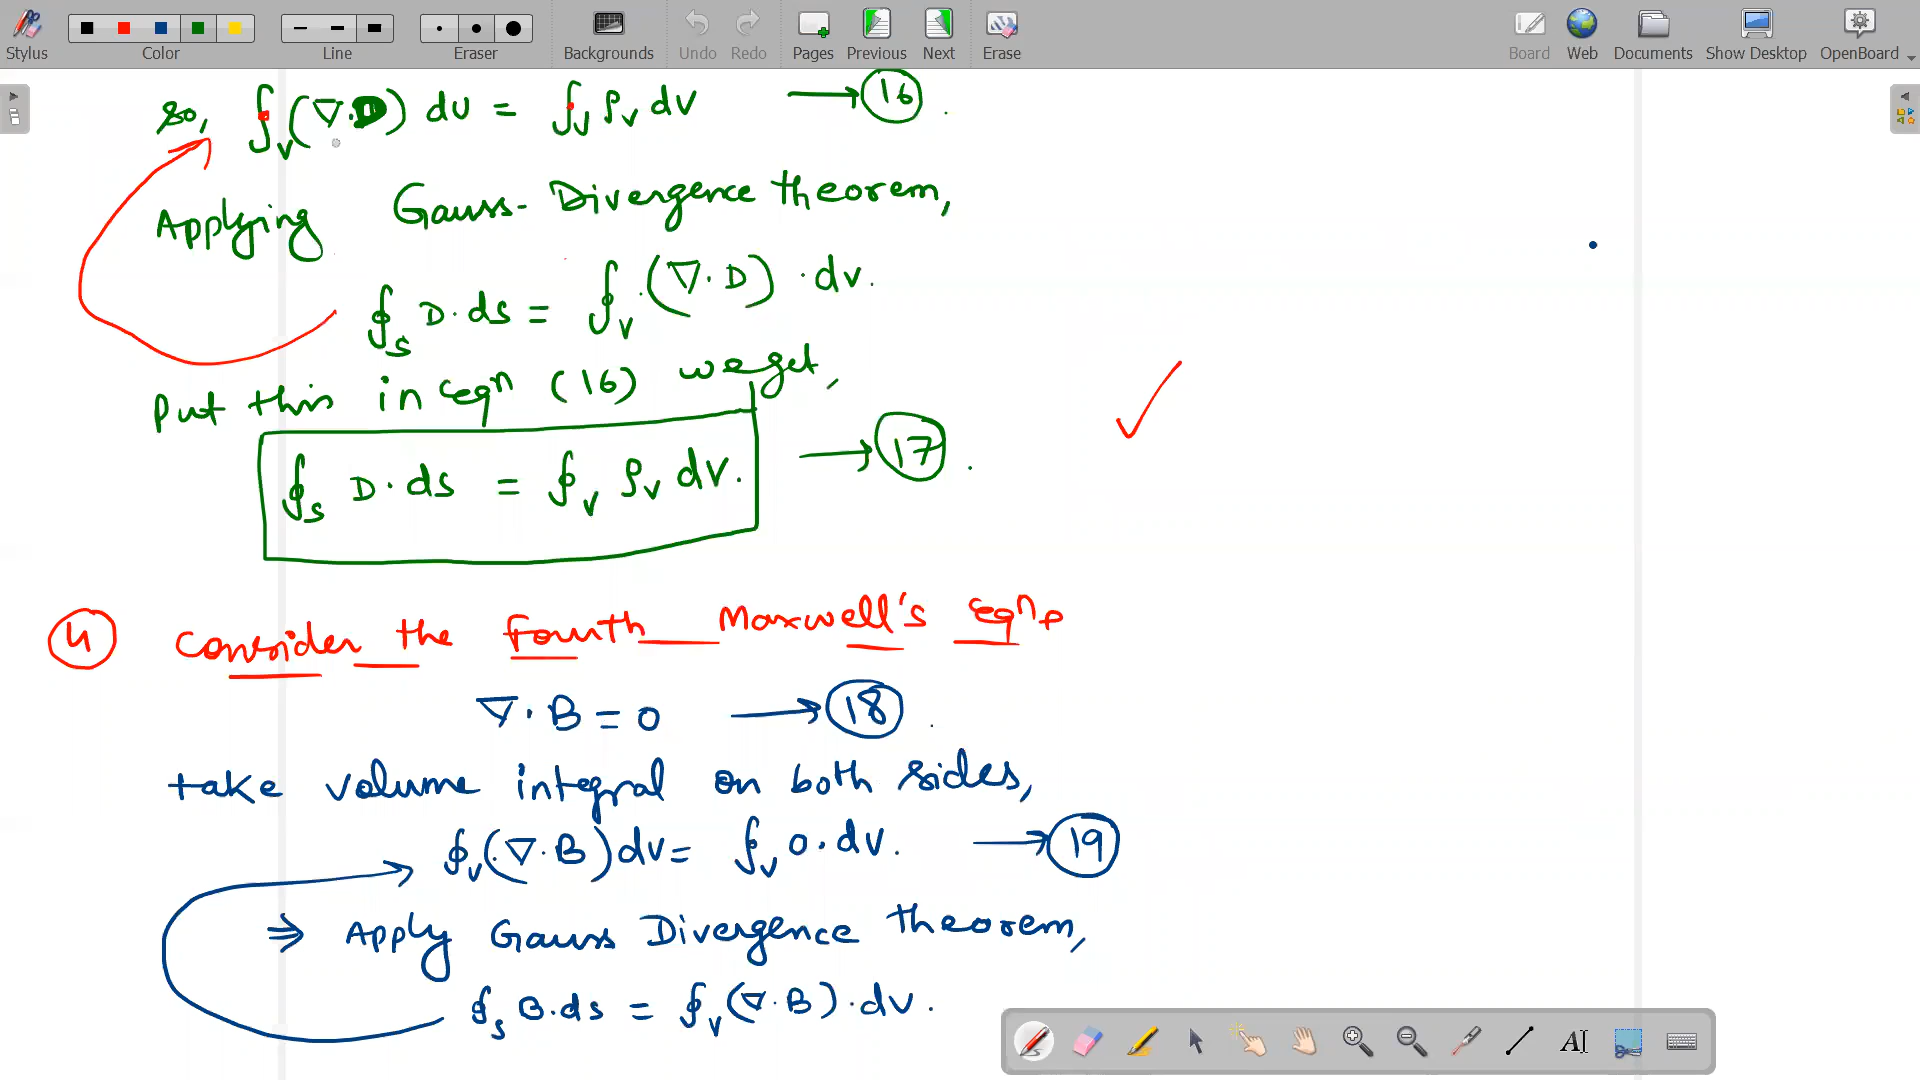 Stylus Color Line Eraser Backgrounds Undo Redo Pages Previous Next Erase Board Web Documents Show Desktop OpenBoard
so, ∮v (∇·D) dv = ∮v ρv dv → (16).
Applying Gauss-Divergence theorem,
∮s D·ds = ∮v (∇·D)·dv.
Put this in eqn (16) we get,
∮s D·ds = ∮v ρv dv. → (17).
(4) Consider the fourth Maxwell's eqn,
∇·B = 0 → (18).
take volume integral on both sides,
∮v (∇·B) dv = ∮v 0·dv. → (19)
⇒ Apply Gauss Divergence theorem,
∮s B·ds = ∮v (∇·B)·dv.